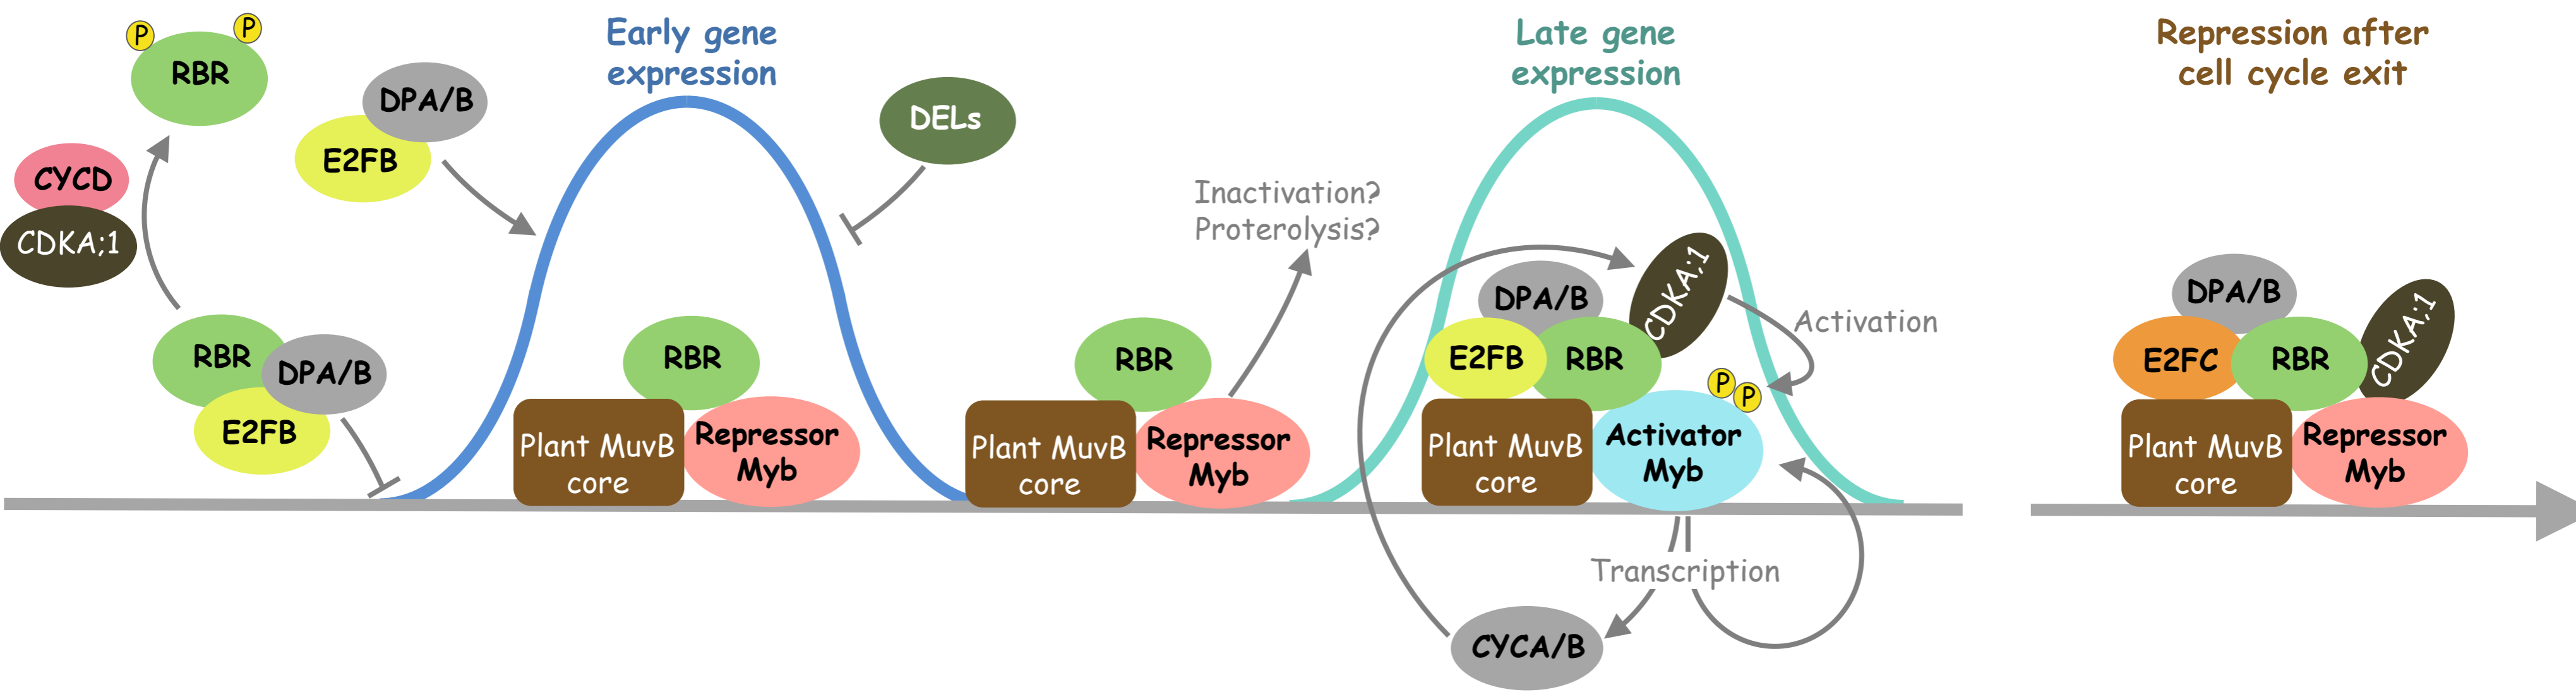 P
P
RBR
CYCD
CDKA;1
DPA/B
E2FB
RBR
DPA/B
E2FB
Early gene
expression
DELs
RBR
Plant MuvB
core
Repressor
Myb
RBR
Plant MuvB
core
Repressor
Myb
Inactivation?
Proterolysis?
Late gene
expression
DPA/B
CDKA;1
E2FB
RBR
Activation
P
P
Plant MuvB
core
Activator
Myb
Transcription
CYCA/B
Repression after
cell cycle exit
DPA/B
E2FC
RBR
CDKA;1
Plant MuvB
core
Repressor
Myb